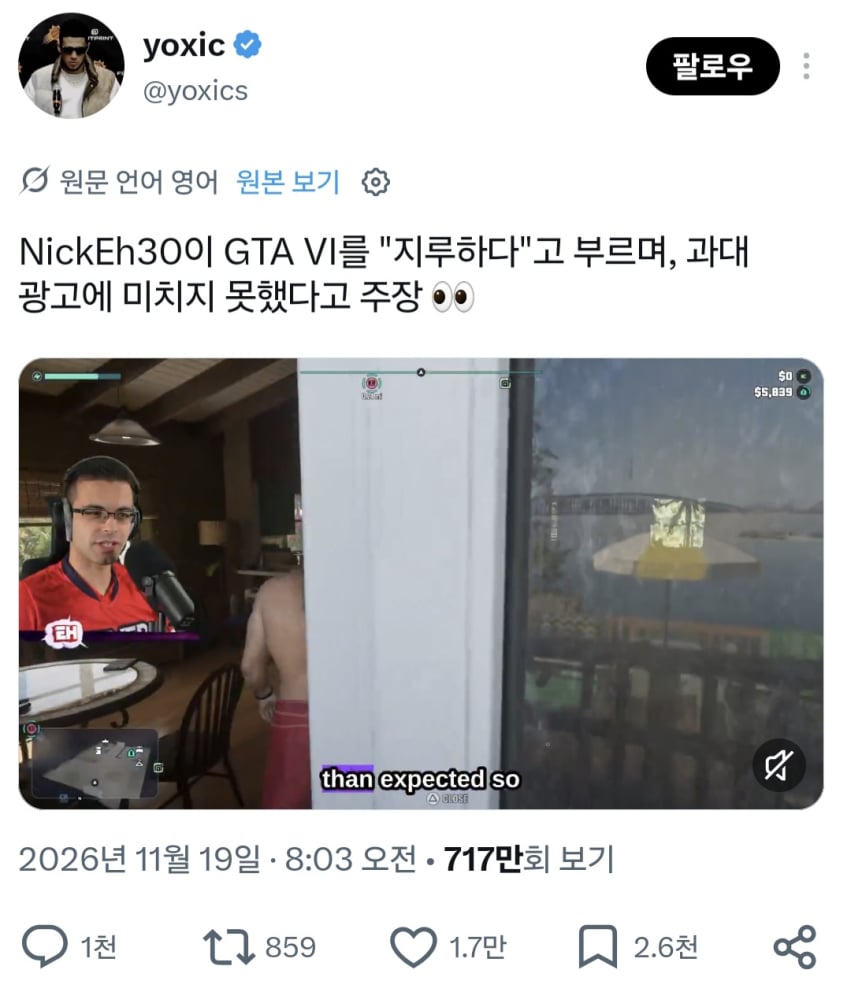 yoxic
@yoxics
팔로우
원문 언어 영어 원본 보기
NickEh30이 GTA VI를 "지루하다"고 부르며, 과대
광고에 미치지 못했다고 주장 👀
$0
$5,839
EH
than expected so
CLOSE
2026년 11월 19일 · 8:03 오전 · 717만회 보기
1천 859 1.7만 2.6천